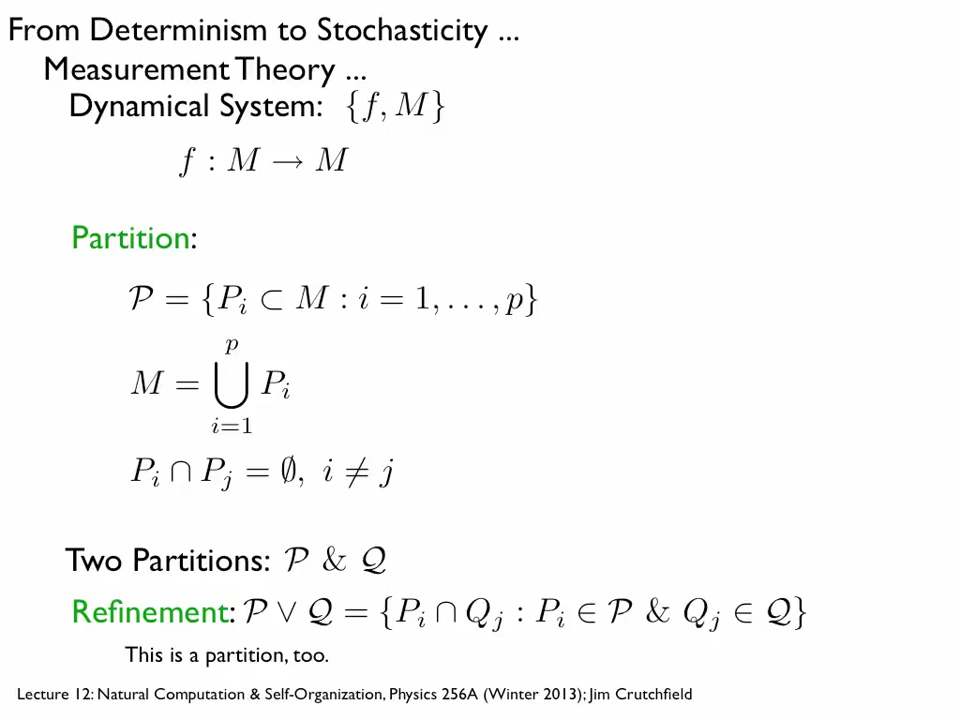 From Determinism to Stochasticity ...
Measurement Theory ...
Dynamical System: {f, M}
f : M → M
Partition:
𝒫 = {P_i ⊂ M : i = 1, . . . , p}
M = ⋃_{i=1}^{p} P_i
P_i ∩ P_j = ∅, i ≠ j
Two Partitions: 𝒫 & 𝒬
Refinement: 𝒫 ∨ 𝒬 = {P_i ∩ Q_j : P_i ∈ 𝒫 & Q_j ∈ 𝒬}
This is a partition, too.
Lecture 12: Natural Computation & Self-Organization, Physics 256A (Winter 2013); Jim Crutchfield